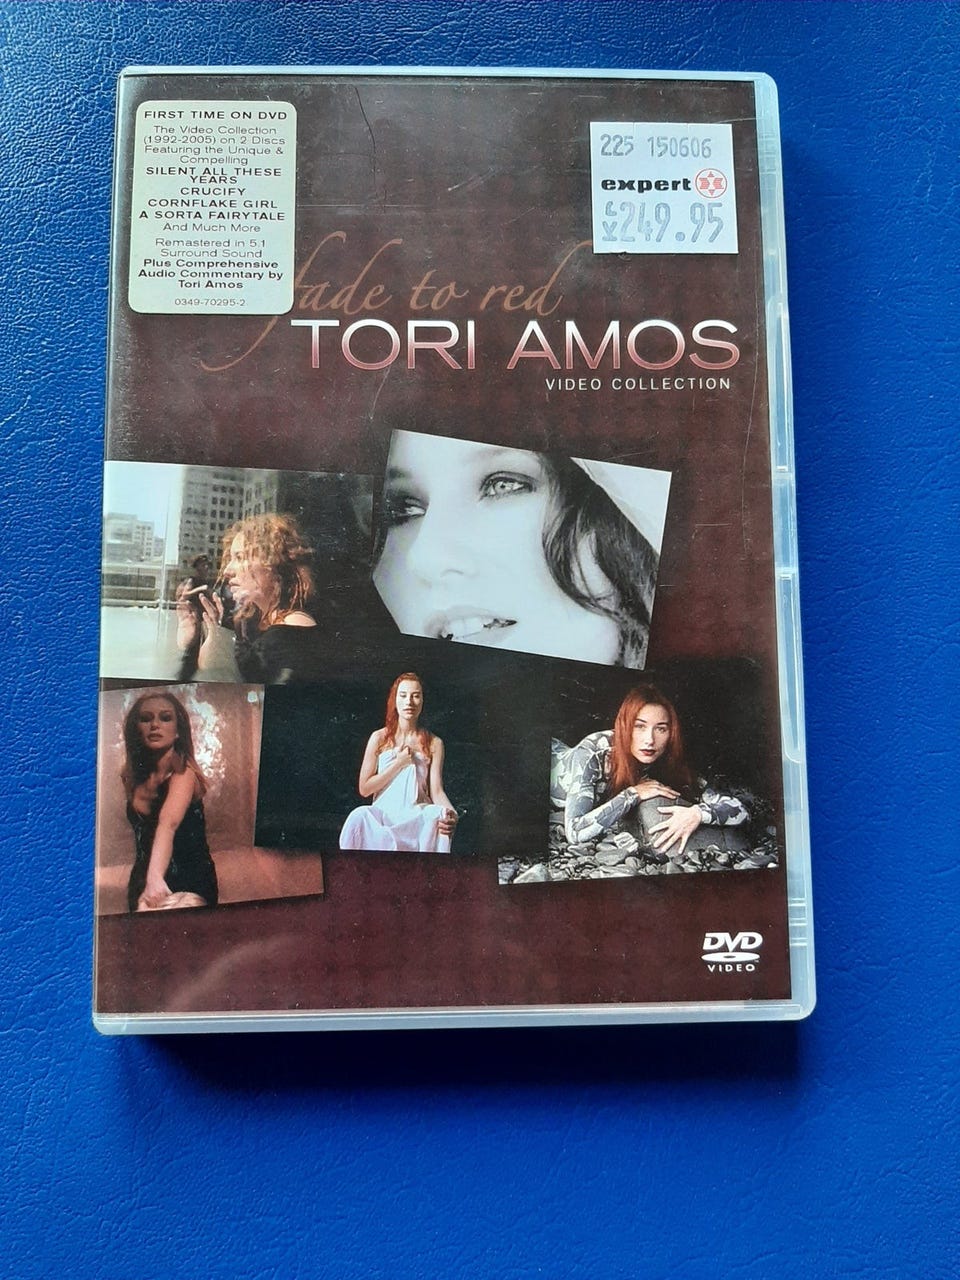 FIRST TIME ON DVD
The Video Collection
(1992-2005) on 2 Discs
Featuring the Unique &
Compelling
SILENT ALL THESE
YEARS
CRUCIFY
CORNFLAKE GIRL
A SORTA FAIRYTALE
And Much More
Remastered in 5.1
Surround Sound
Plus Comprehensive
Audio Commentary by
Tori Amos
0349-70295-2
225 150606
expert
249.95
fade to red
TORI AMOS
VIDEO COLLECTION
DVD
VIDEO